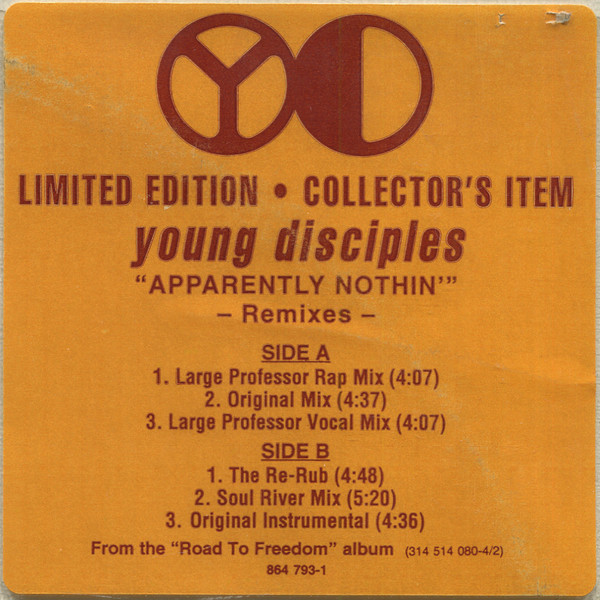 YD
LIMITED EDITION • COLLECTOR'S ITEM
young disciples
“APPARENTLY NOTHIN'”
– Remixes –
SIDE A
1. Large Professor Rap Mix (4:07)
2. Original Mix (4:37)
3. Large Professor Vocal Mix (4:07)
SIDE B
1. The Re-Rub (4:48)
2. Soul River Mix (5:20)
3. Original Instrumental (4:36)
From the “Road To Freedom” album (314 514 080-4/2)
864 793-1